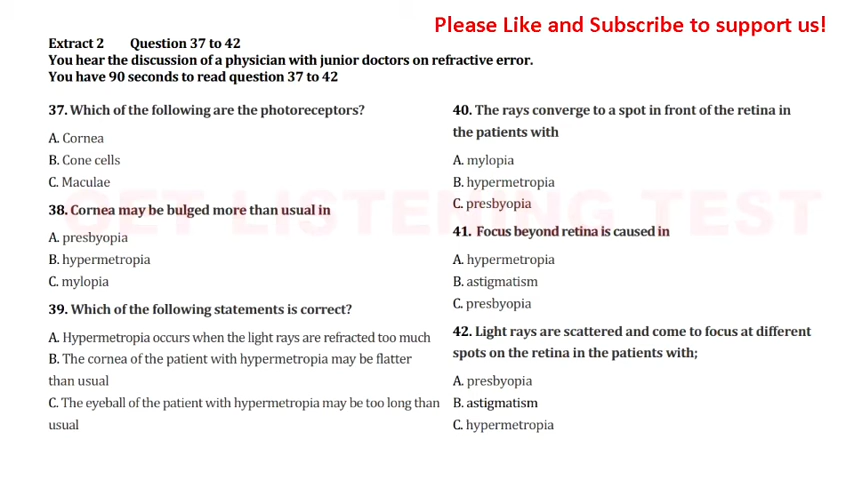 Please Like and Subscribe to support us!
Extract 2 Question 37 to 42
You hear the discussion of a physician with junior doctors on refractive error.
You have 90 seconds to read question 37 to 42
37. Which of the following are the photoreceptors?
A. Cornea
B. Cone cells
C. Maculae
38. Cornea may be bulged more than usual in
A. presbyopia
B. hypermetropia
C. mylopia
39. Which of the following statements is correct?
A. Hypermetropia occurs when the light rays are refracted too much
B. The cornea of the patient with hypermetropia may be flatter
than usual
C. The eyeball of the patient with hypermetropia may be too long than
usual
40. The rays converge to a spot in front of the retina in
the patients with
A. mylopia
B. hypermetropia
C. presbyopia
41. Focus beyond retina is caused in
A. hypermetropia
B. astigmatism
C. presbyopia
42. Light rays are scattered and come to focus at different
spots on the retina in the patients with;
A. presbyopia
B. astigmatism
C. hypermetropia
GET LISTENING TEST